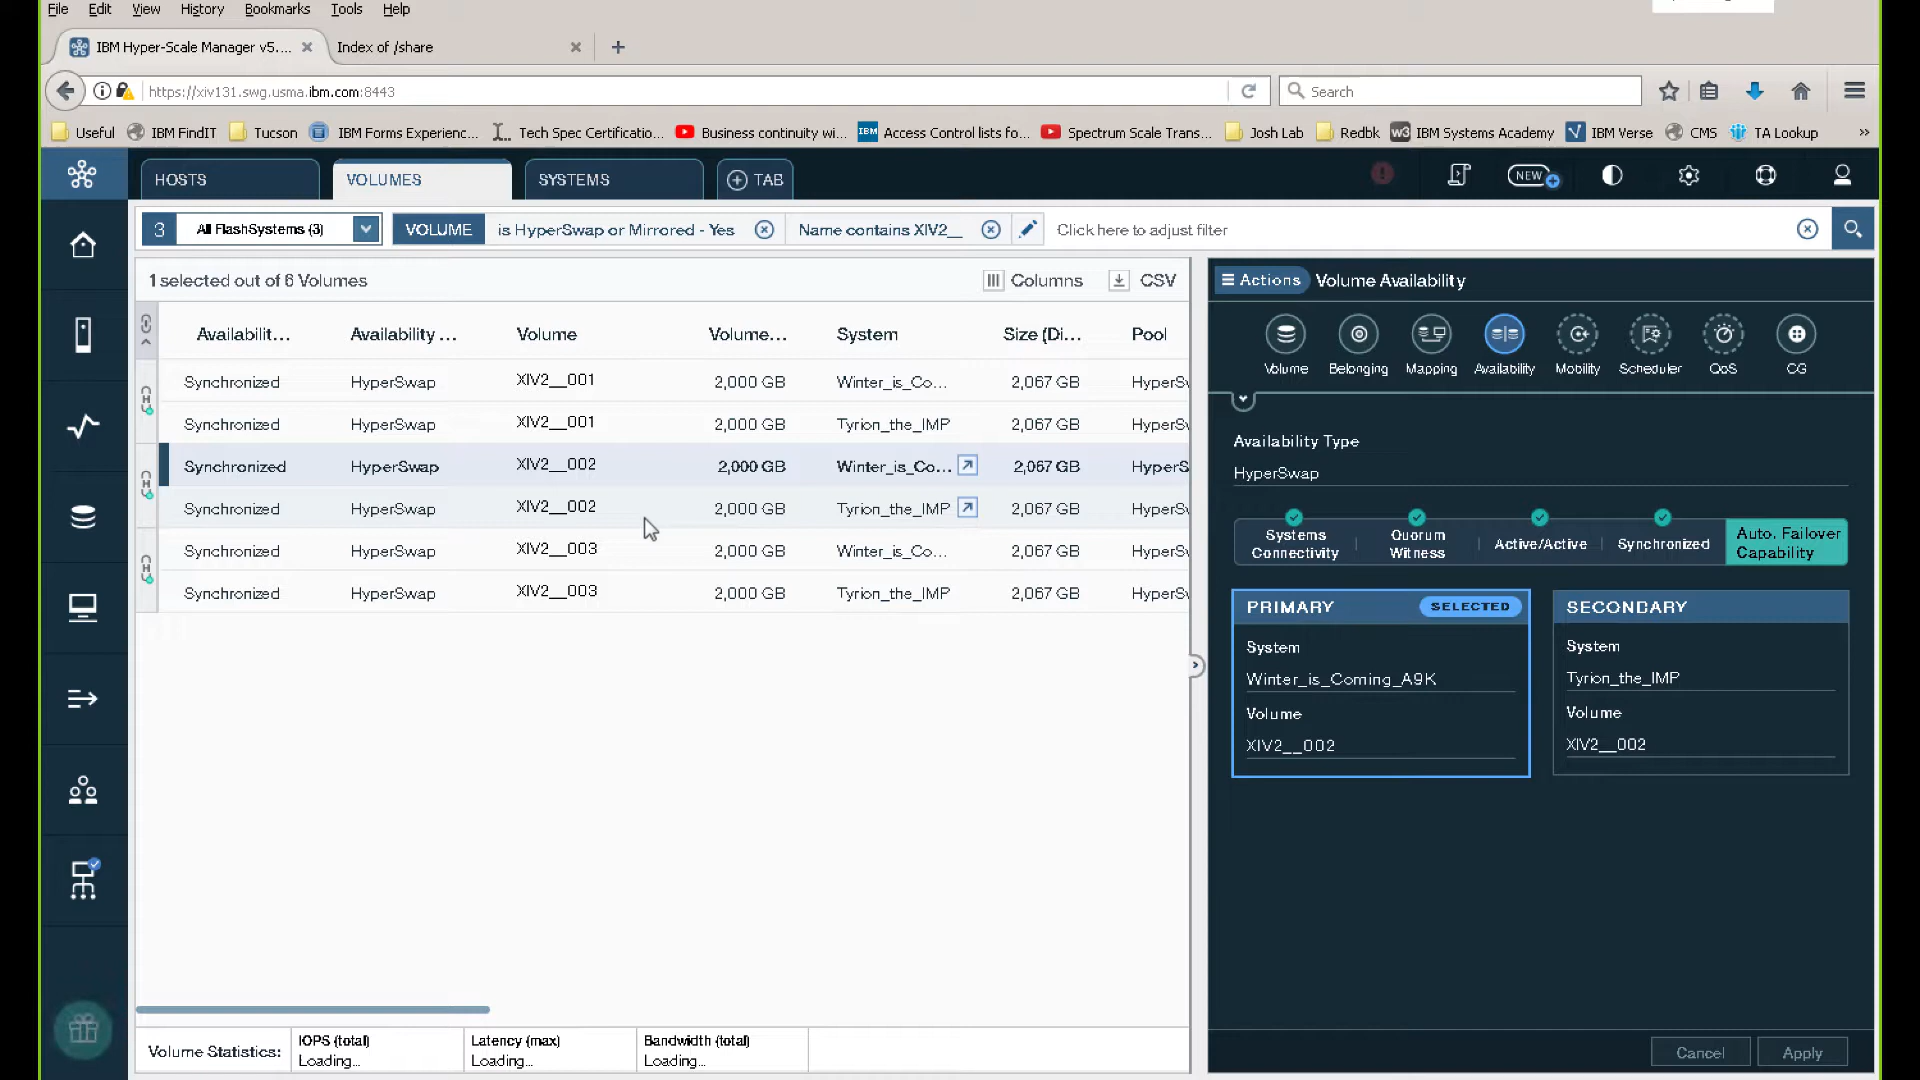 File Edit View History Bookmarks Tools Help
IBM Hyper-Scale Manager v5.... Index of /share
https://xiv131.swg.usma.ibm.com:8443 Search
Useful IBM FindIT Tucson IBM Forms Experienc... Tech Spec Certificatio... Business continuity wi... IBM Access Control lists fo... Spectrum Scale Trans... Josh Lab Redbk w3 IBM Systems Academy IBM Verse CMS TA Lookup »
HOSTS VOLUMES SYSTEMS TAB NEW
3 All FlashSystems (3) VOLUME is HyperSwap or Mirrored - Yes Name contains XIV2__ Click here to adjust filter
1 selected out of 6 Volumes Columns CSV
Availabilit... Availability ... Volume Volume... System Size (Di... Pool
Synchronized HyperSwap XIV2__001 2,000 GB Winter_is_Co... 2,067 GB HyperSw
Synchronized HyperSwap XIV2__001 2,000 GB Tyrion_the_IMP 2,067 GB HyperSw
Synchronized HyperSwap XIV2__002 2,000 GB Winter_is_Co... 2,067 GB HyperS
Synchronized HyperSwap XIV2__002 2,000 GB Tyrion_the_IMP 2,067 GB HyperSw
Synchronized HyperSwap XIV2__003 2,000 GB Winter_is_Co... 2,067 GB HyperSw
Synchronized HyperSwap XIV2__003 2,000 GB Tyrion_the_IMP 2,067 GB HyperSw
Volume Statistics: IOPS (total) Latency (max) Bandwidth (total)
Loading... Loading... Loading...
Actions Volume Availability
Volume Belonging Mapping Availability Mobility Scheduler QoS CG
Availability Type
HyperSwap
Systems Connectivity Quorum Witness Active/Active Synchronized Auto. Failover Capability
PRIMARY SELECTED SECONDARY
System System
Winter_is_Coming_A9K Tyrion_the_IMP
Volume Volume
XIV2__002 XIV2__002
Cancel Apply